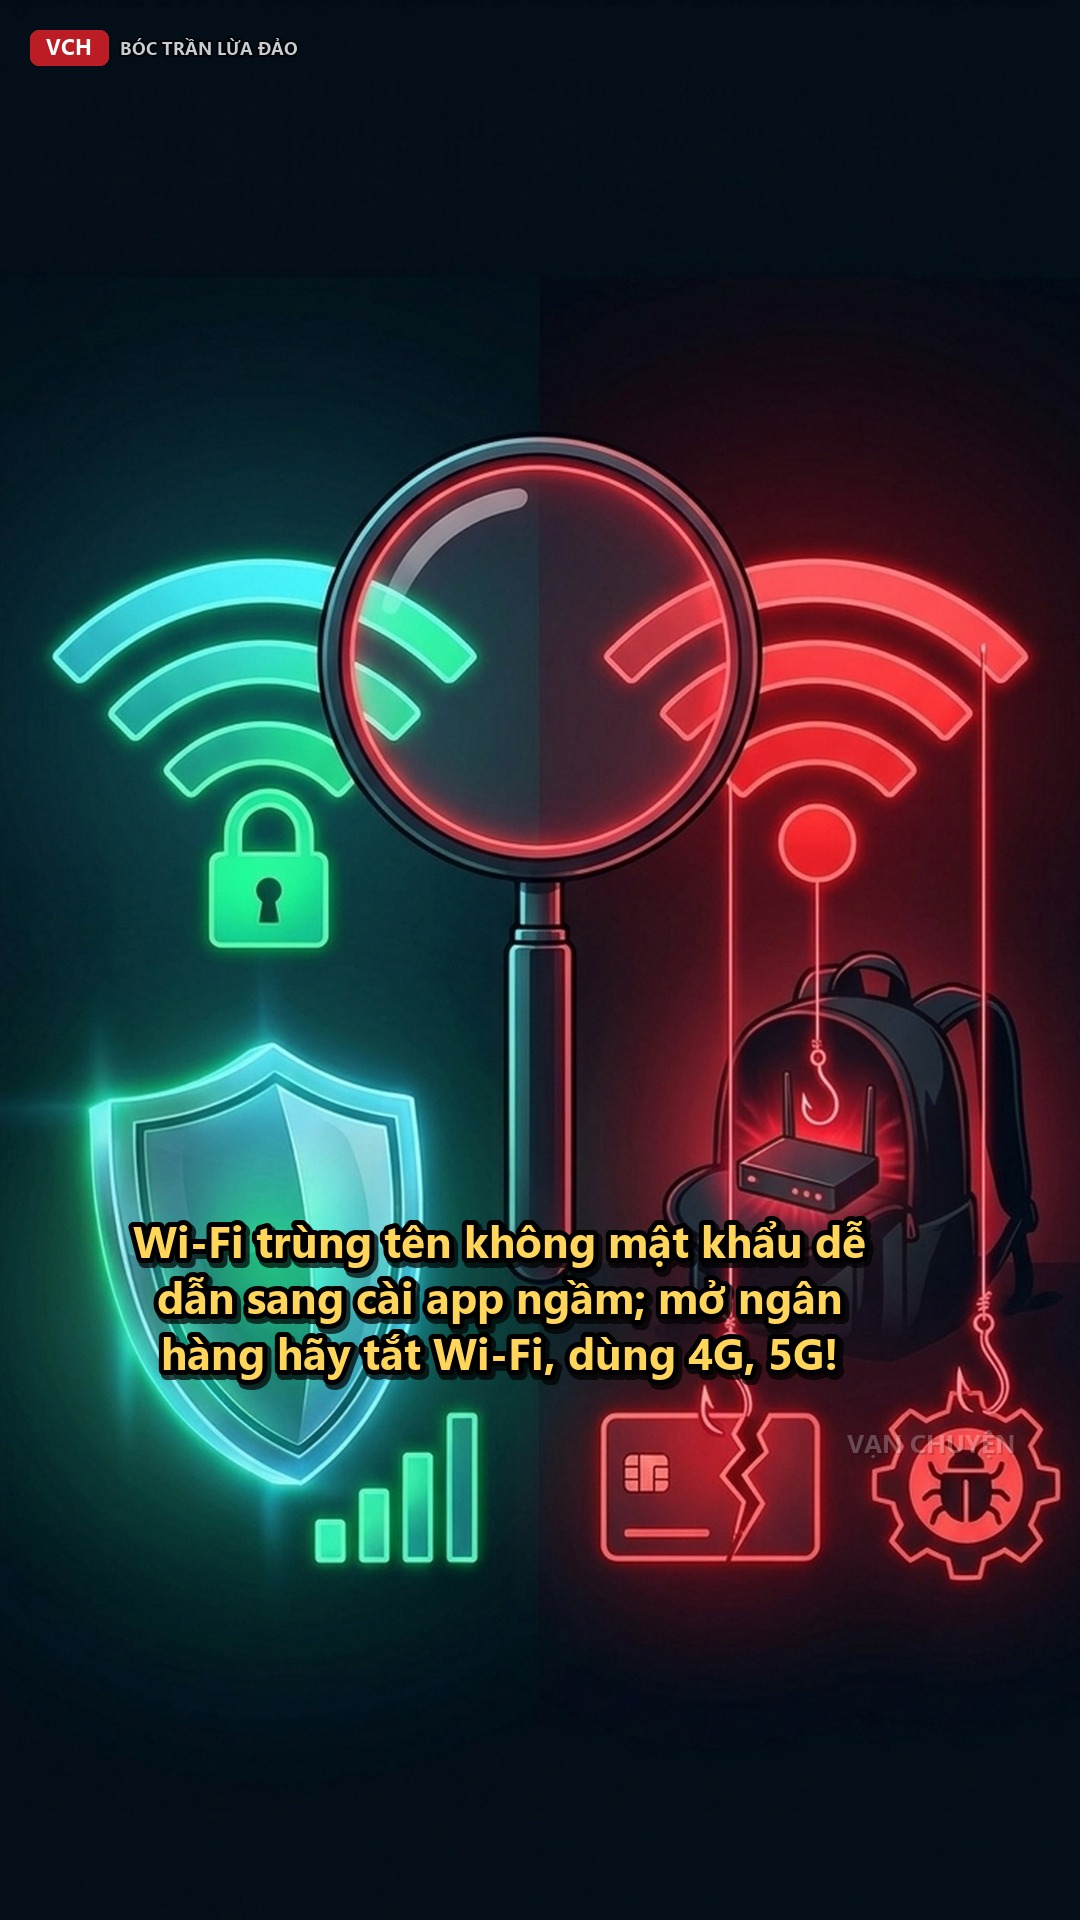 VCH BÓC TRẦN LỪA ĐẢO
Wi-Fi trùng tên không mật khẩu dễ
dẫn sang cài app ngầm; mở ngân
hàng hãy tắt Wi-Fi, dùng 4G, 5G!
VẠN CHUYỆN